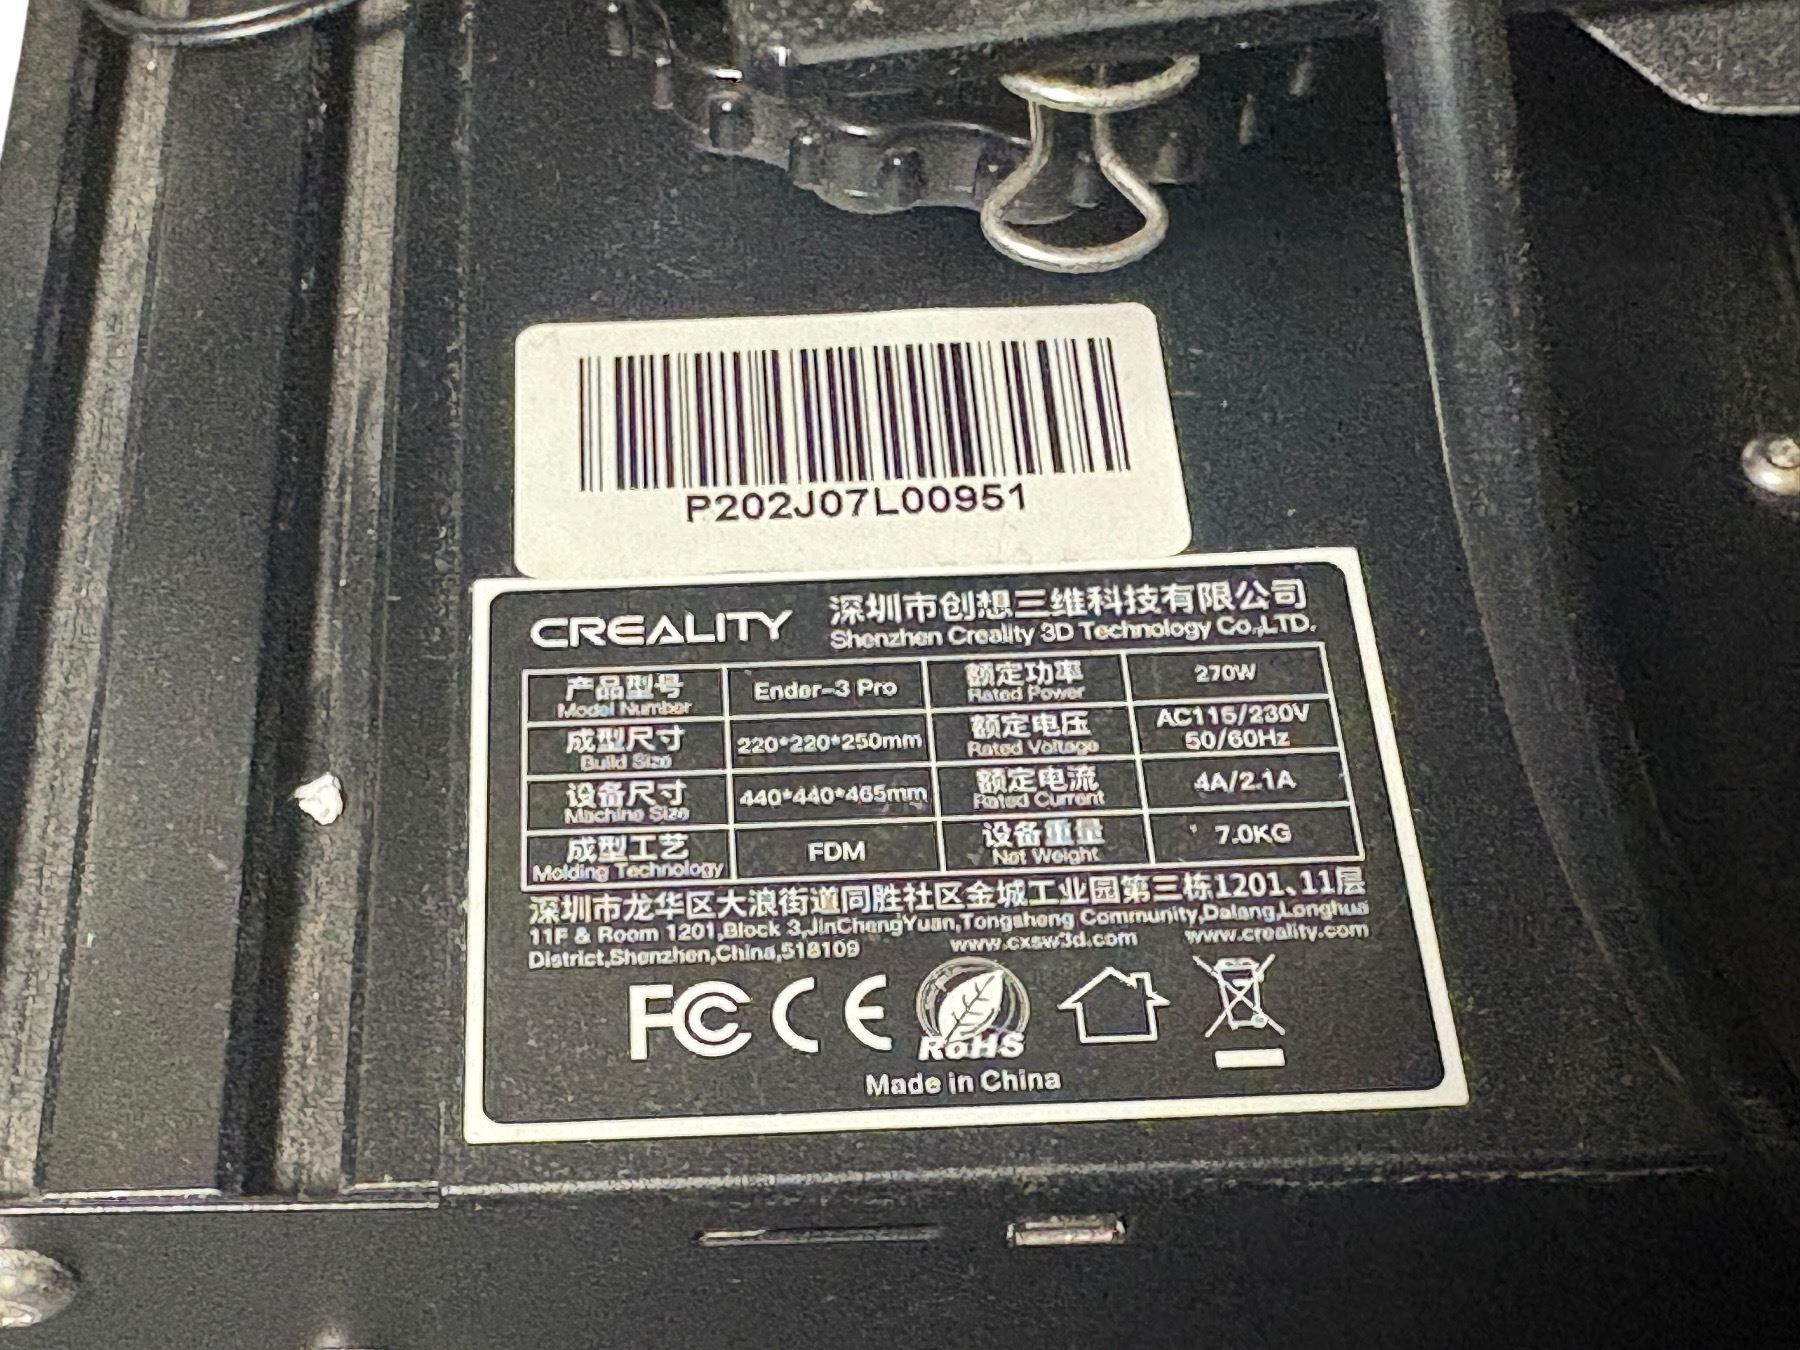 P202J07L00951
CREALITY
深圳市创想三维科技有限公司
Shenzhen Creality 3D Technology Co.,LTD.
产品型号
Model Number
Ender-3 Pro
额定功率
Rated Power
270W
成型尺寸
Build Size
220*220*250mm
额定电压
Rated Voltage
AC115/230V
50/60Hz
设备尺寸
Machine Size
440*440*465mm
额定电流
Rated Current
4A/2.1A
成型工艺
Molding Technology
FDM
设备重量
Net Weight
7.0KG
深圳市龙华区大浪街道同胜社区金城工业园第三栋1201、11层
11F & Room 1201,Block 3,JinChengYuan,Tongsheng Community,Dalang,Longhua
District,Shenzhen,China,518109 www.cxsw3d.com www.creality.com
FC CE RoHS
Made in China